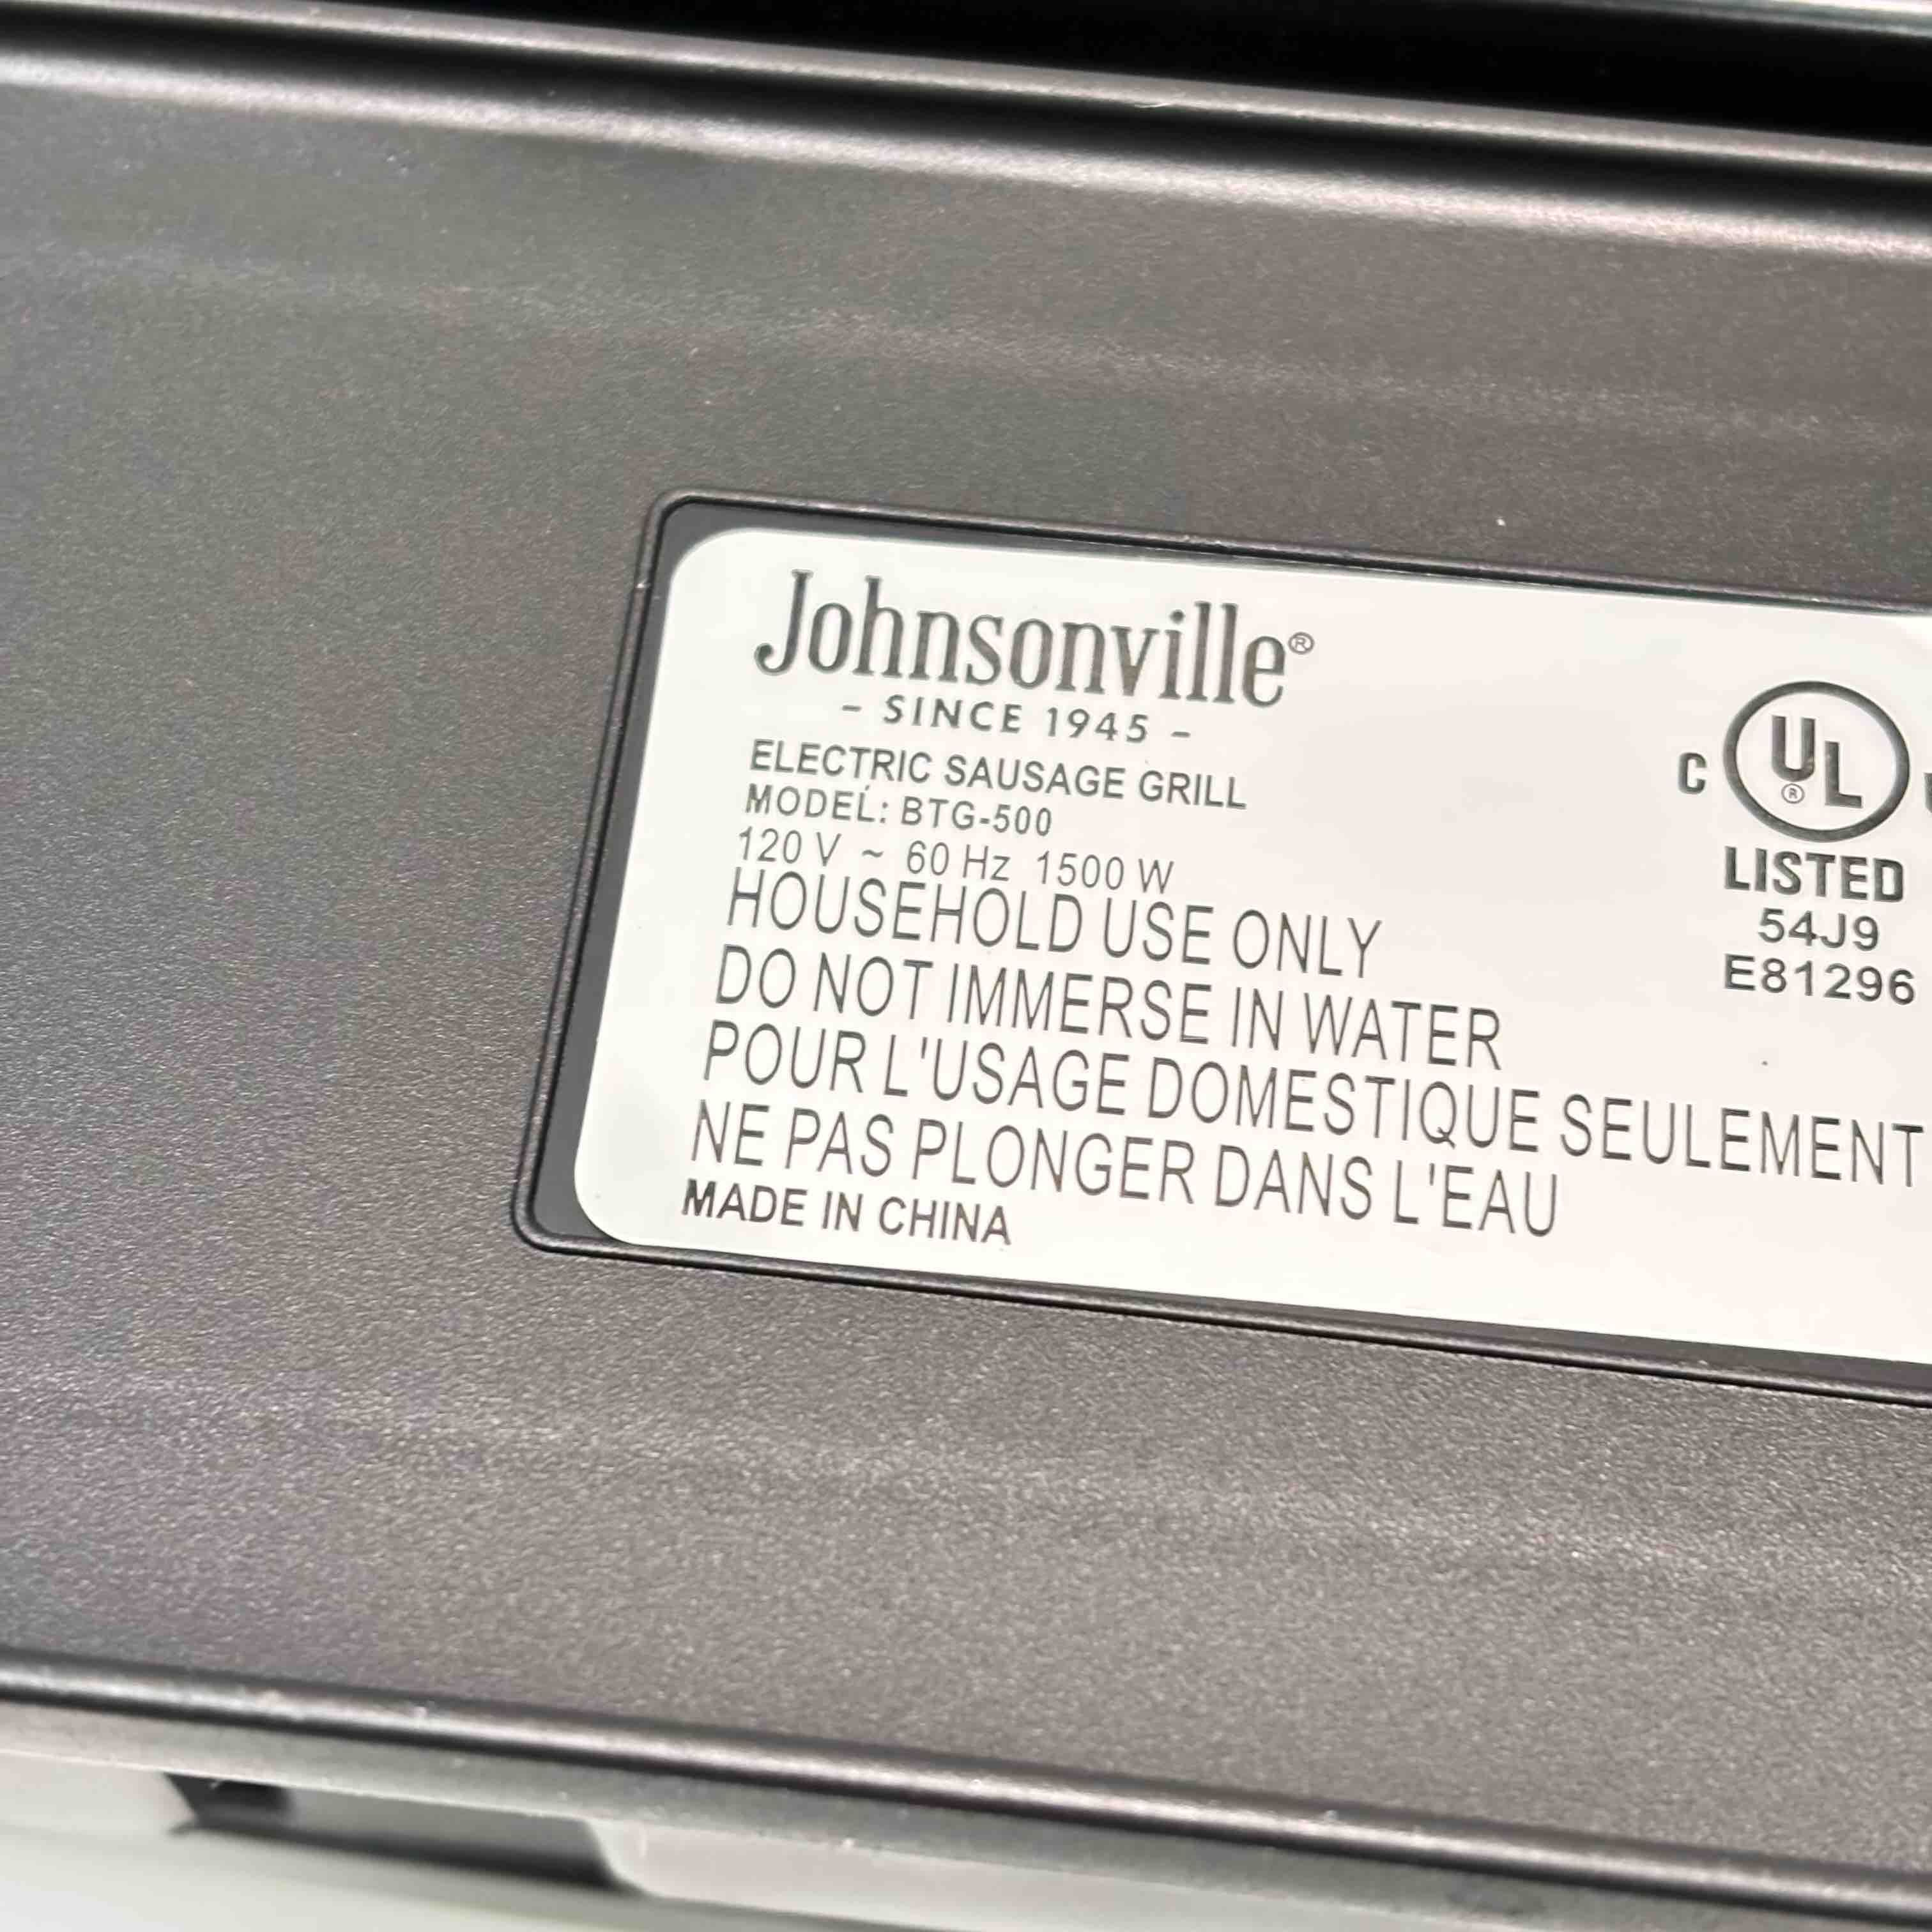 Johnsonville®
- SINCE 1945 -
ELECTRIC SAUSAGE GRILL
MODEL: BTG-500
120 V ~ 60 Hz 1500 W
HOUSEHOLD USE ONLY
DO NOT IMMERSE IN WATER
POUR L'USAGE DOMESTIQUE SEULEMENT
NE PAS PLONGER DANS L'EAU
MADE IN CHINA
C UL®
LISTED
54J9
E81296